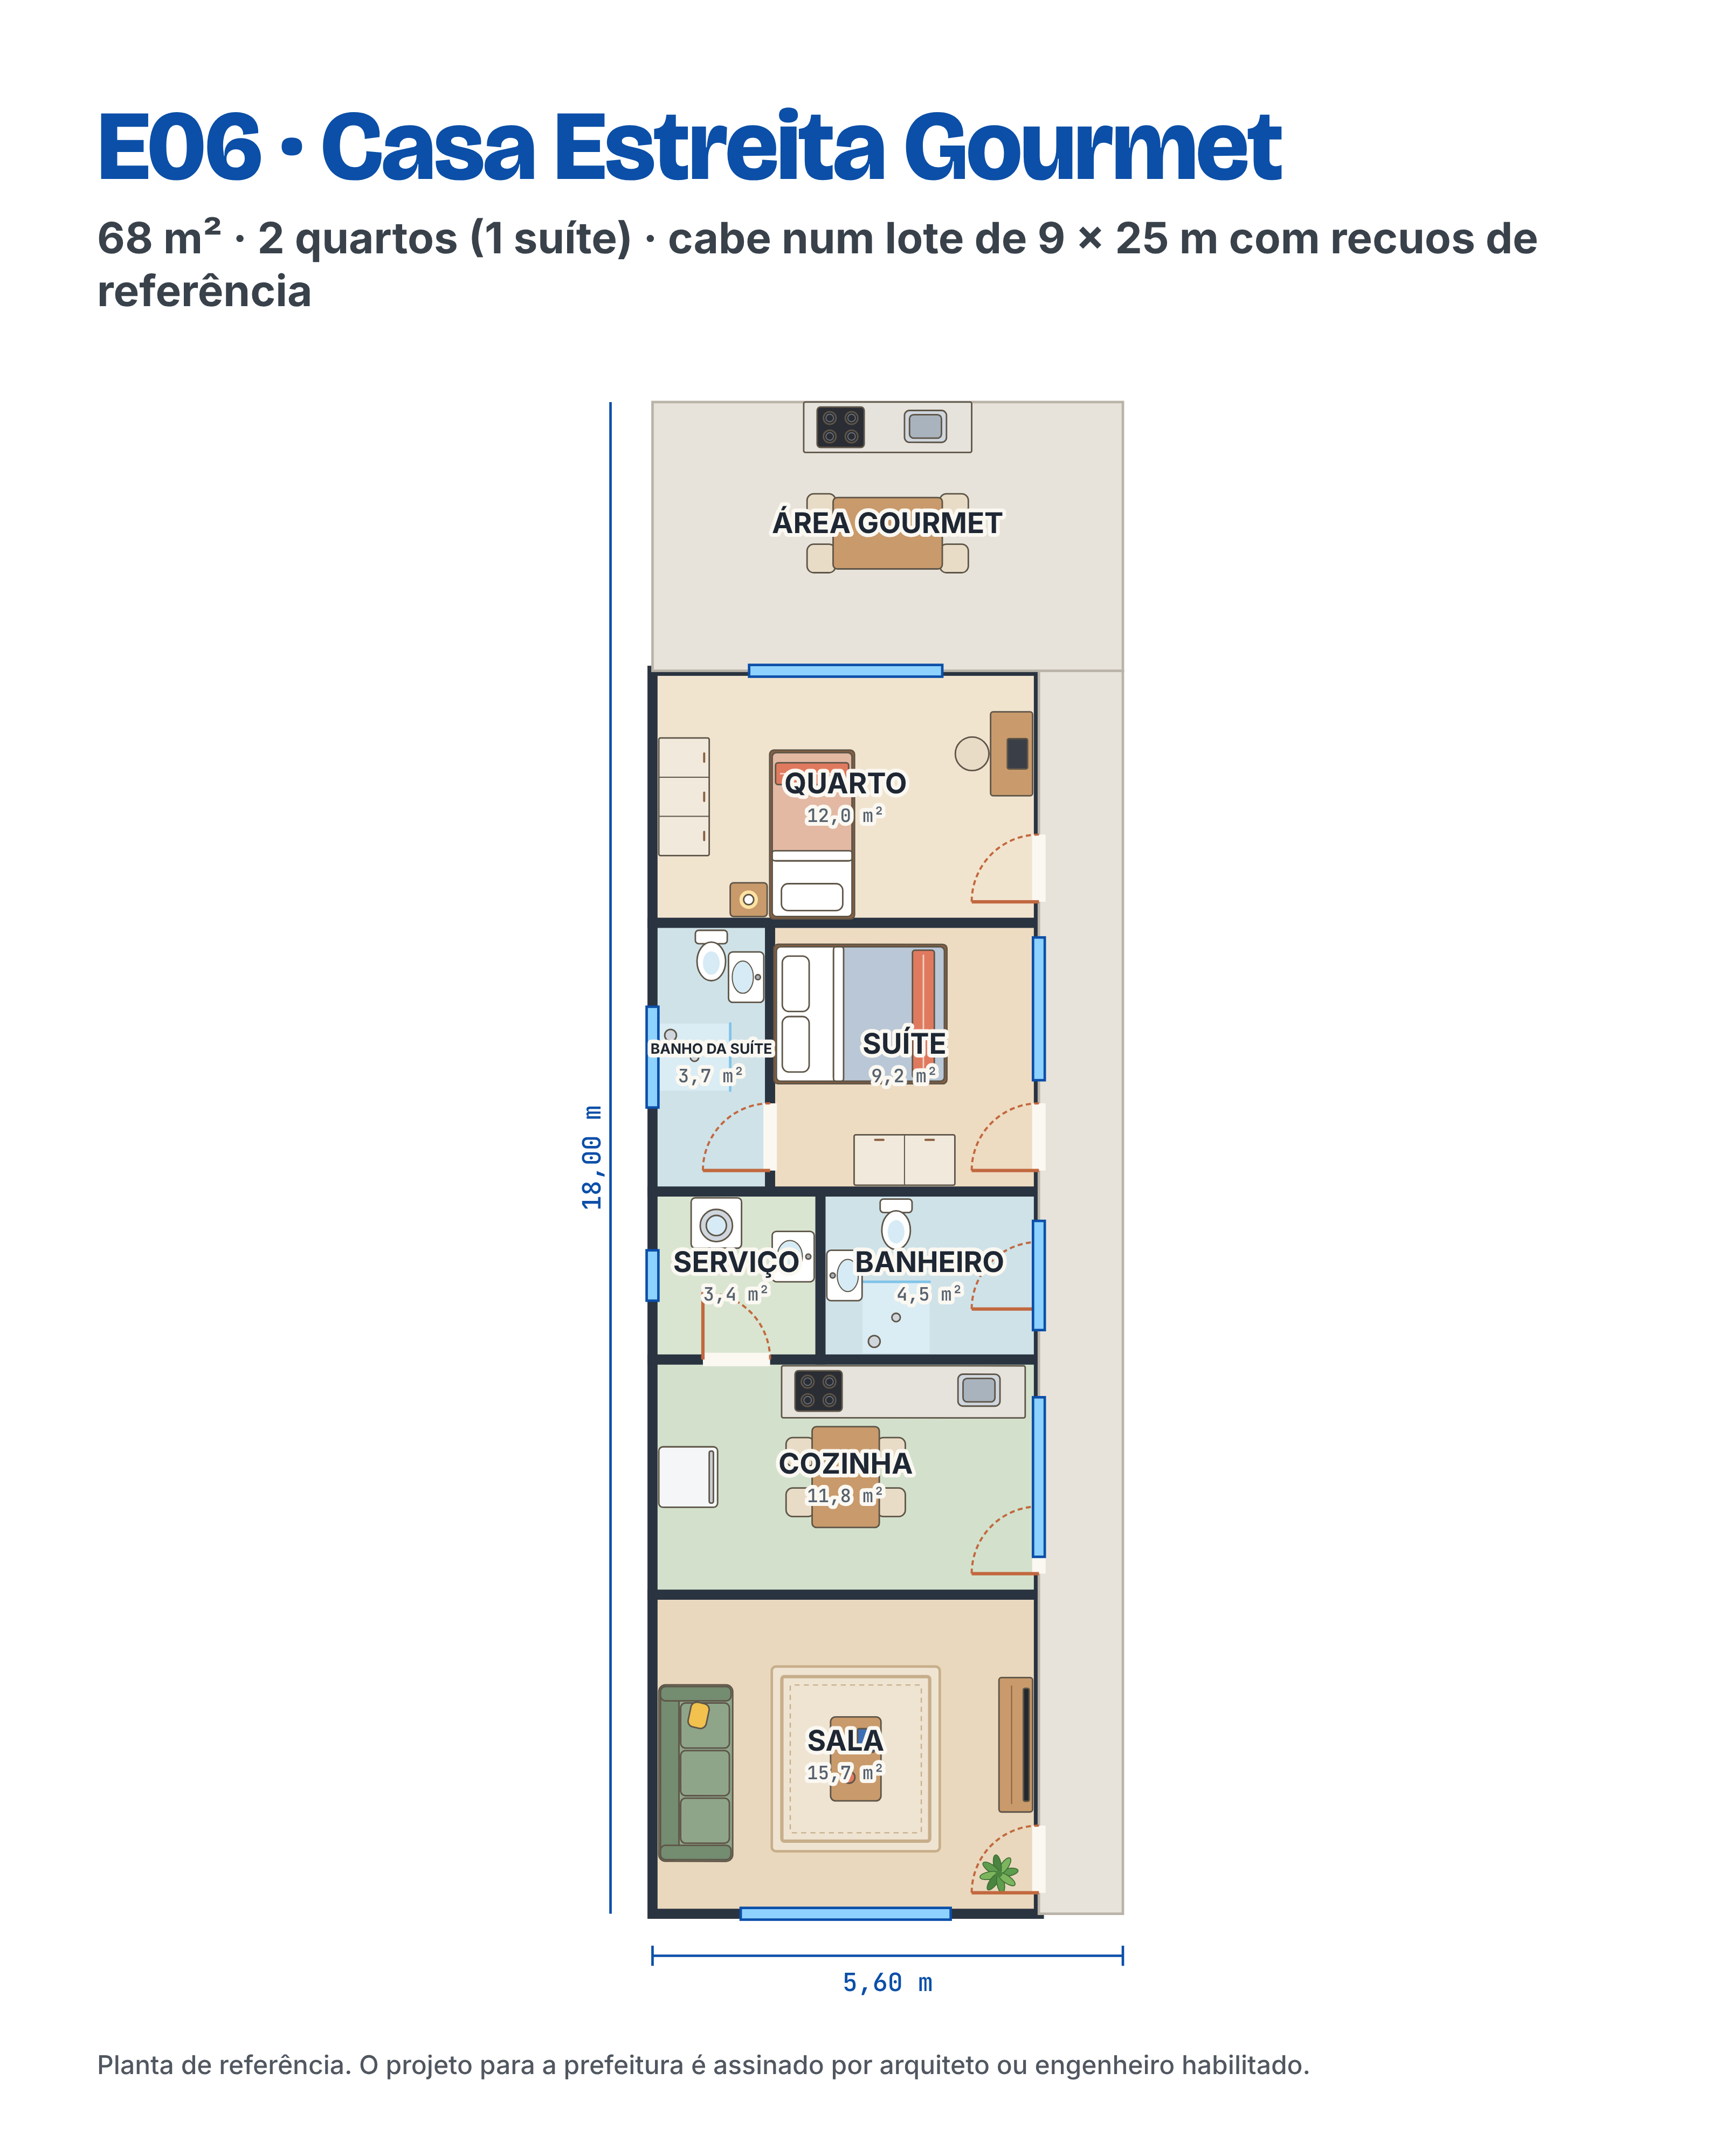 E06 · Casa Estreita Gourmet
68 m² · 2 quartos (1 suíte) · cabe num lote de 9 × 25 m com recuos de
referência
ÁREA GOURMET
QUARTO
12,0 m²
BANHO DA SUÍTE
3,7 m²
SUÍTE
9,2 m²
18,00 m
SERVIÇO
3,4 m²
BANHEIRO
4,5 m²
COZINHA
11,8 m²
SALA
15,7 m²
5,60 m
Planta de referência. O projeto para a prefeitura é assinado por arquiteto ou engenheiro habilitado.